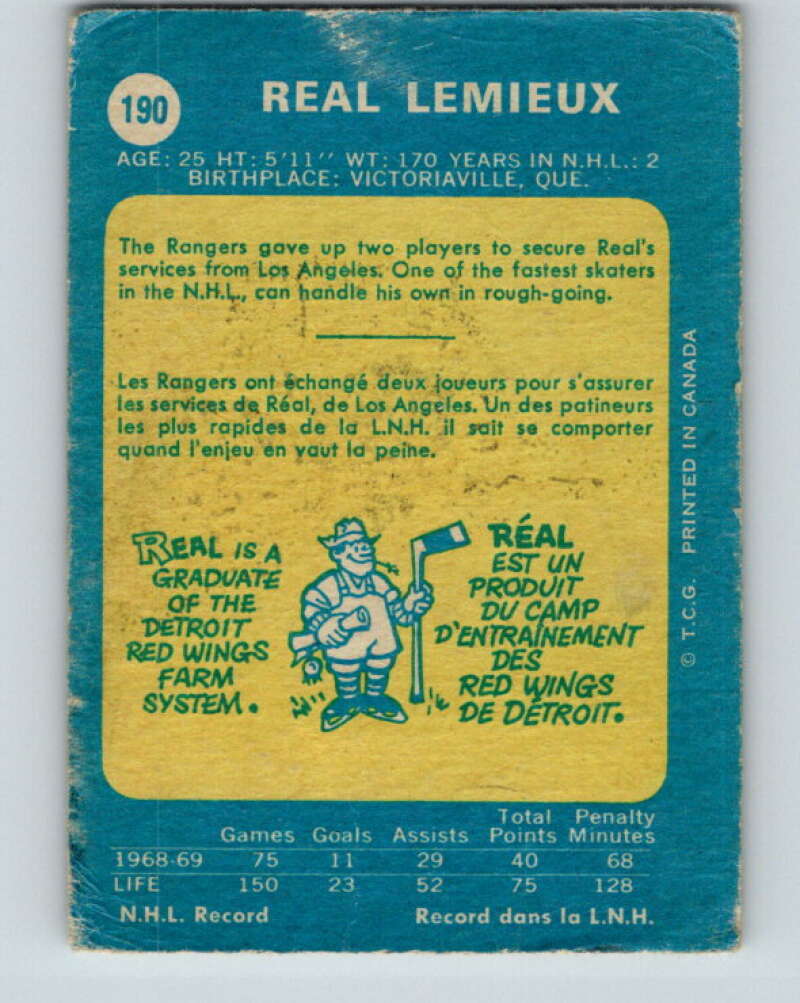 190
REAL LEMIEUX
AGE: 25 HT: 5'11" WT: 170 YEARS IN N.H.L.: 2
BIRTHPLACE: VICTORIAVILLE, QUE.
The Rangers gave up two players to secure Real's
services from Los Angeles. One of the fastest skaters
in the N.H.L., can handle his own in rough-going.
Les Rangers ont échangé deux joueurs pour s'assurer
les services de Réal, de Los Angeles. Un des patineurs
les plus rapides de la L.N.H. il sait se comporter
quand l'enjeu en vaut la peine.
REAL IS A
GRADUATE
OF THE
DETROIT
RED WINGS
FARM
SYSTEM.
RÉAL
EST UN
PRODUIT
DU CAMP
D'ENTRAÎNEMENT
DES
RED WINGS
DE DÉTROIT.
© T.C.G. PRINTED IN CANADA
Games Goals Assists Total Points Penalty Minutes
1968-69 75 11 29 40 68
LIFE 150 23 52 75 128
N.H.L. Record Record dans la L.N.H.